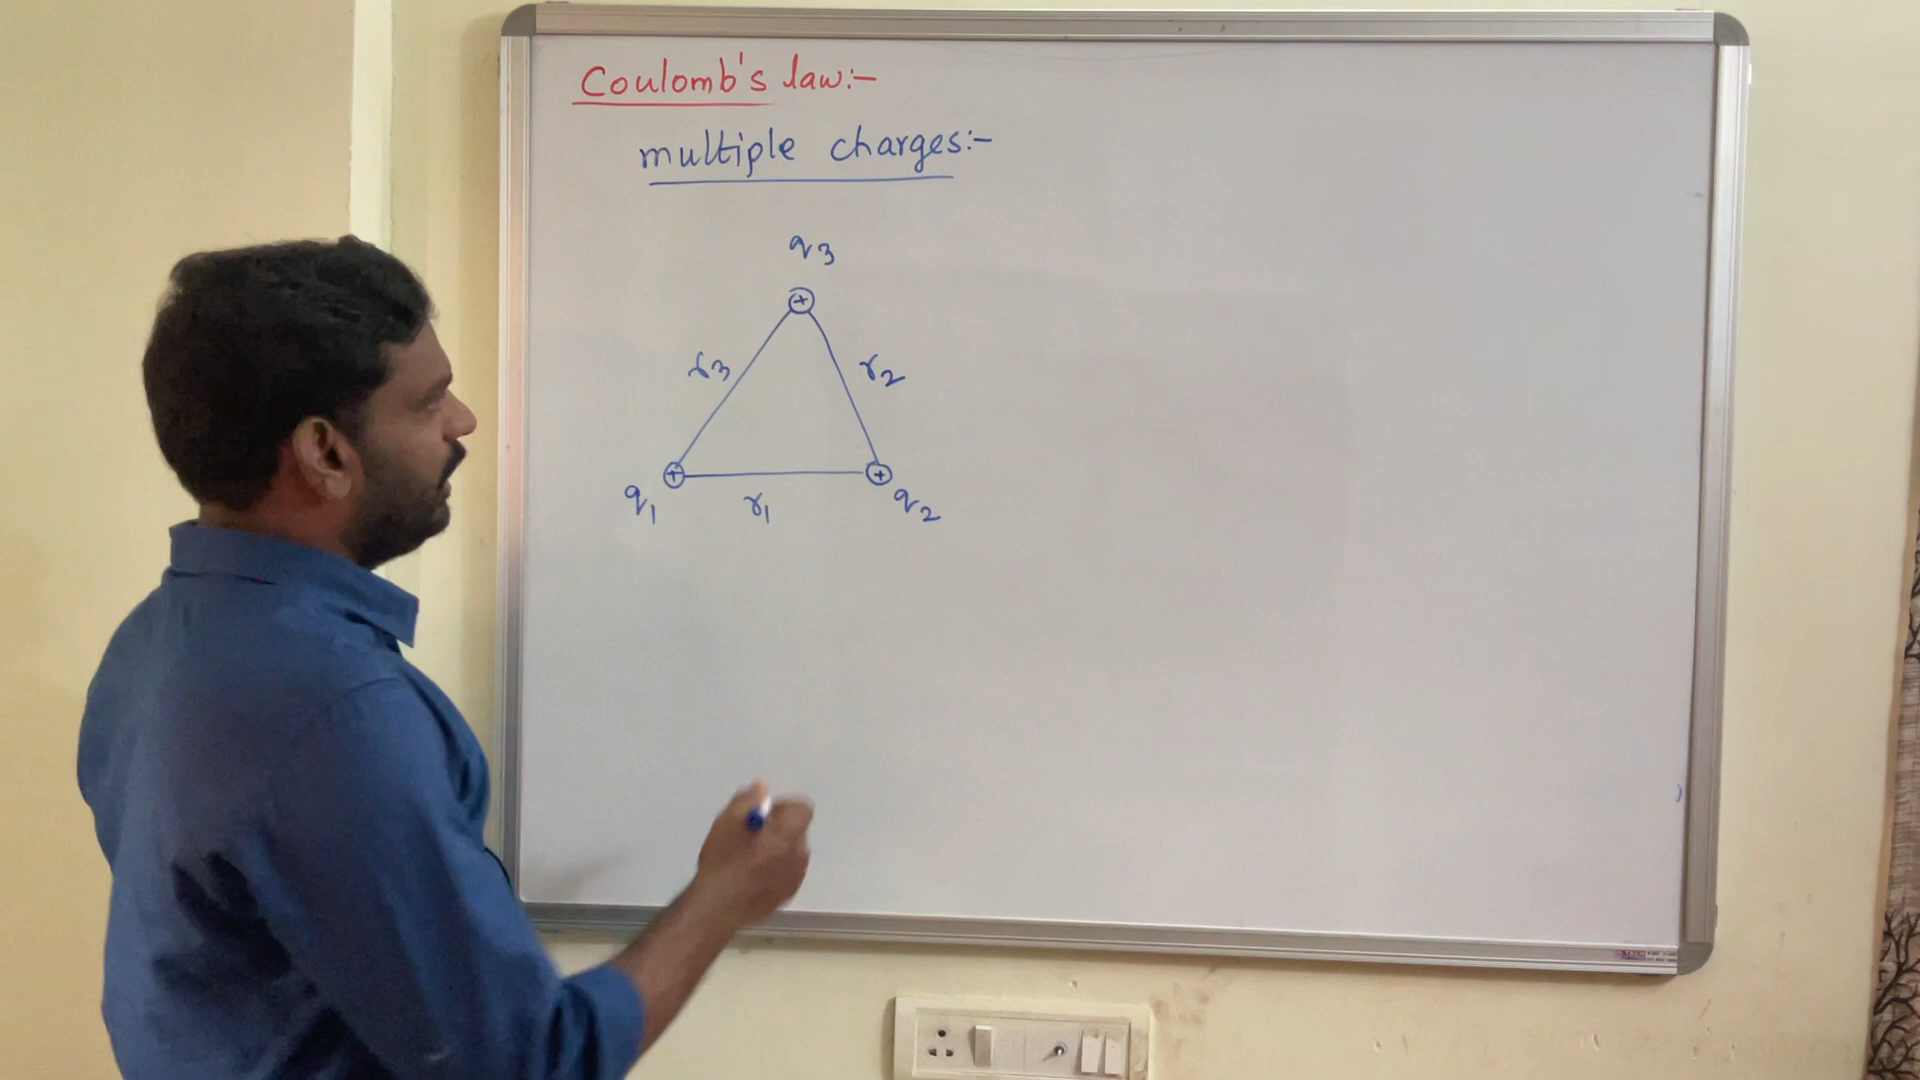 Coulomb's law:-
multiple charges:-
q3
+
r3
r2
+
+
q1
r1
q2